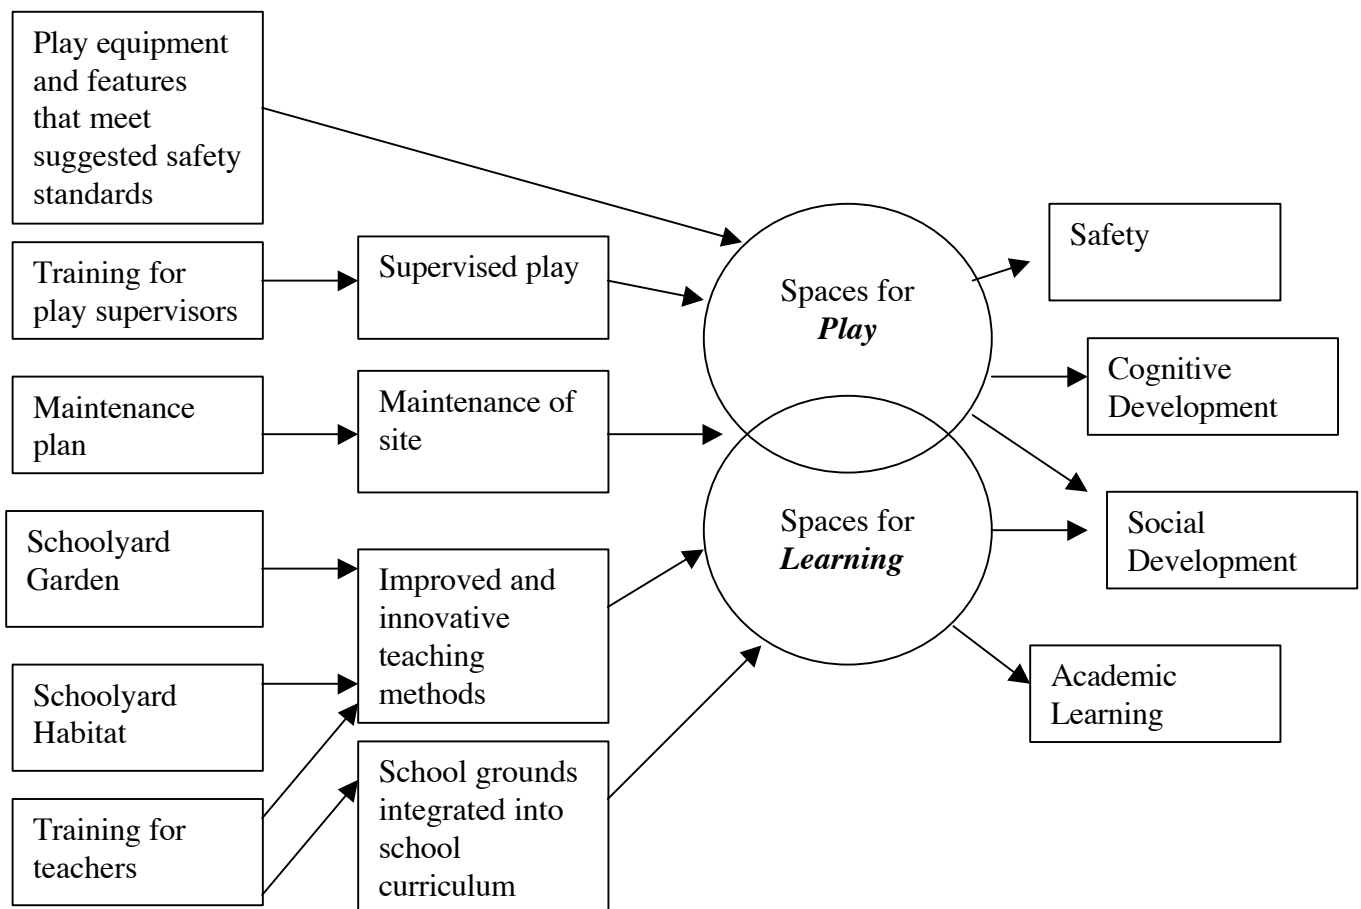 Play equipment
and features
that meet
suggested safety
standards
Training for
play supervisors
Maintenance
plan
Schoolyard
Garden
Schoolyard
Habitat
Training for
teachers
Supervised play
Maintenance of
site
Improved and
innovative
teaching
methods
School grounds
integrated into
school
curriculum
Spaces for
Play
Spaces for
Learning
Safety
Cognitive
Development
Social
Development
Academic
Learning